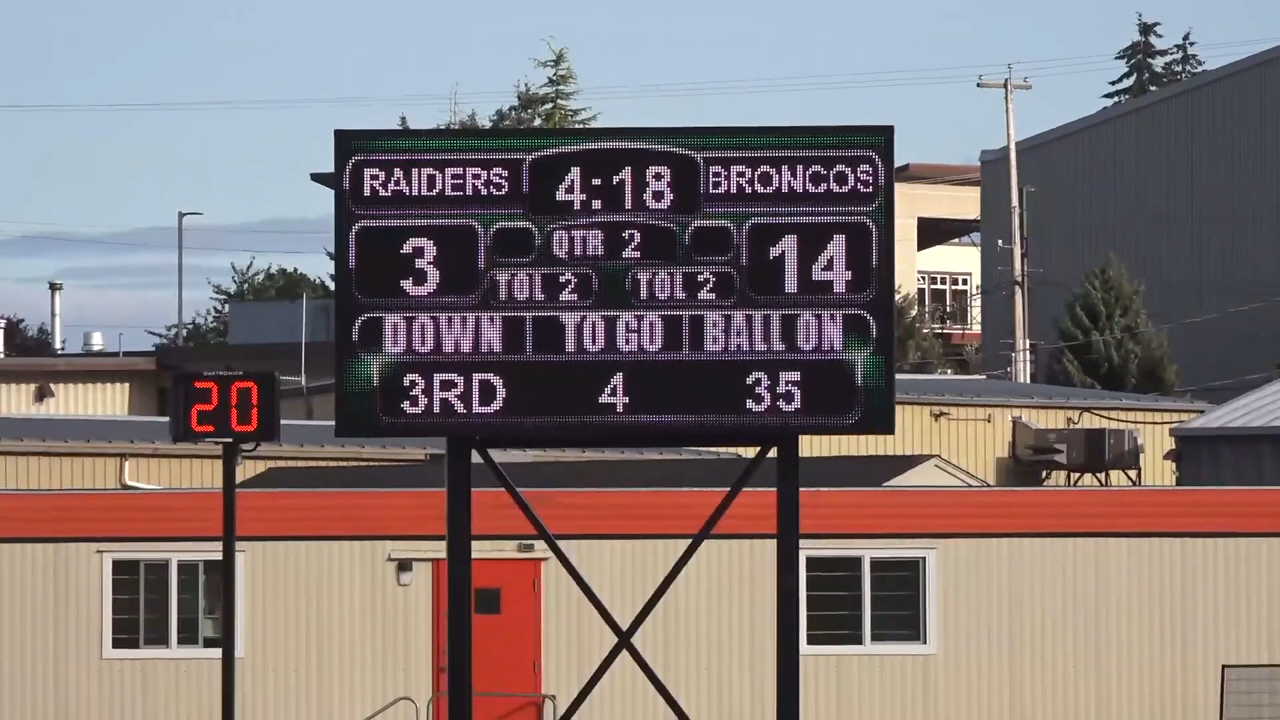 RAIDERS 4:18 BRONCOS
3 QTR 2 14
TOL 2 TOL 2
DOWN TO GO BALL ON
3RD 4 35
DAKTRONICS
20